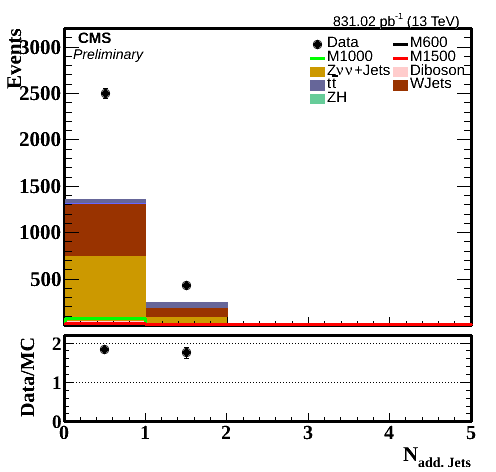 831.02 pb-1 (13 TeV)
CMS
Preliminary
Events
3000
2500
2000
1500
1000
500
Data
M600
M1000
M1500
Zνν+Jets
Diboson
tt
WJets
ZH
Data/MC
2
1
0
0 1 2 3 4 5
Nadd. Jets